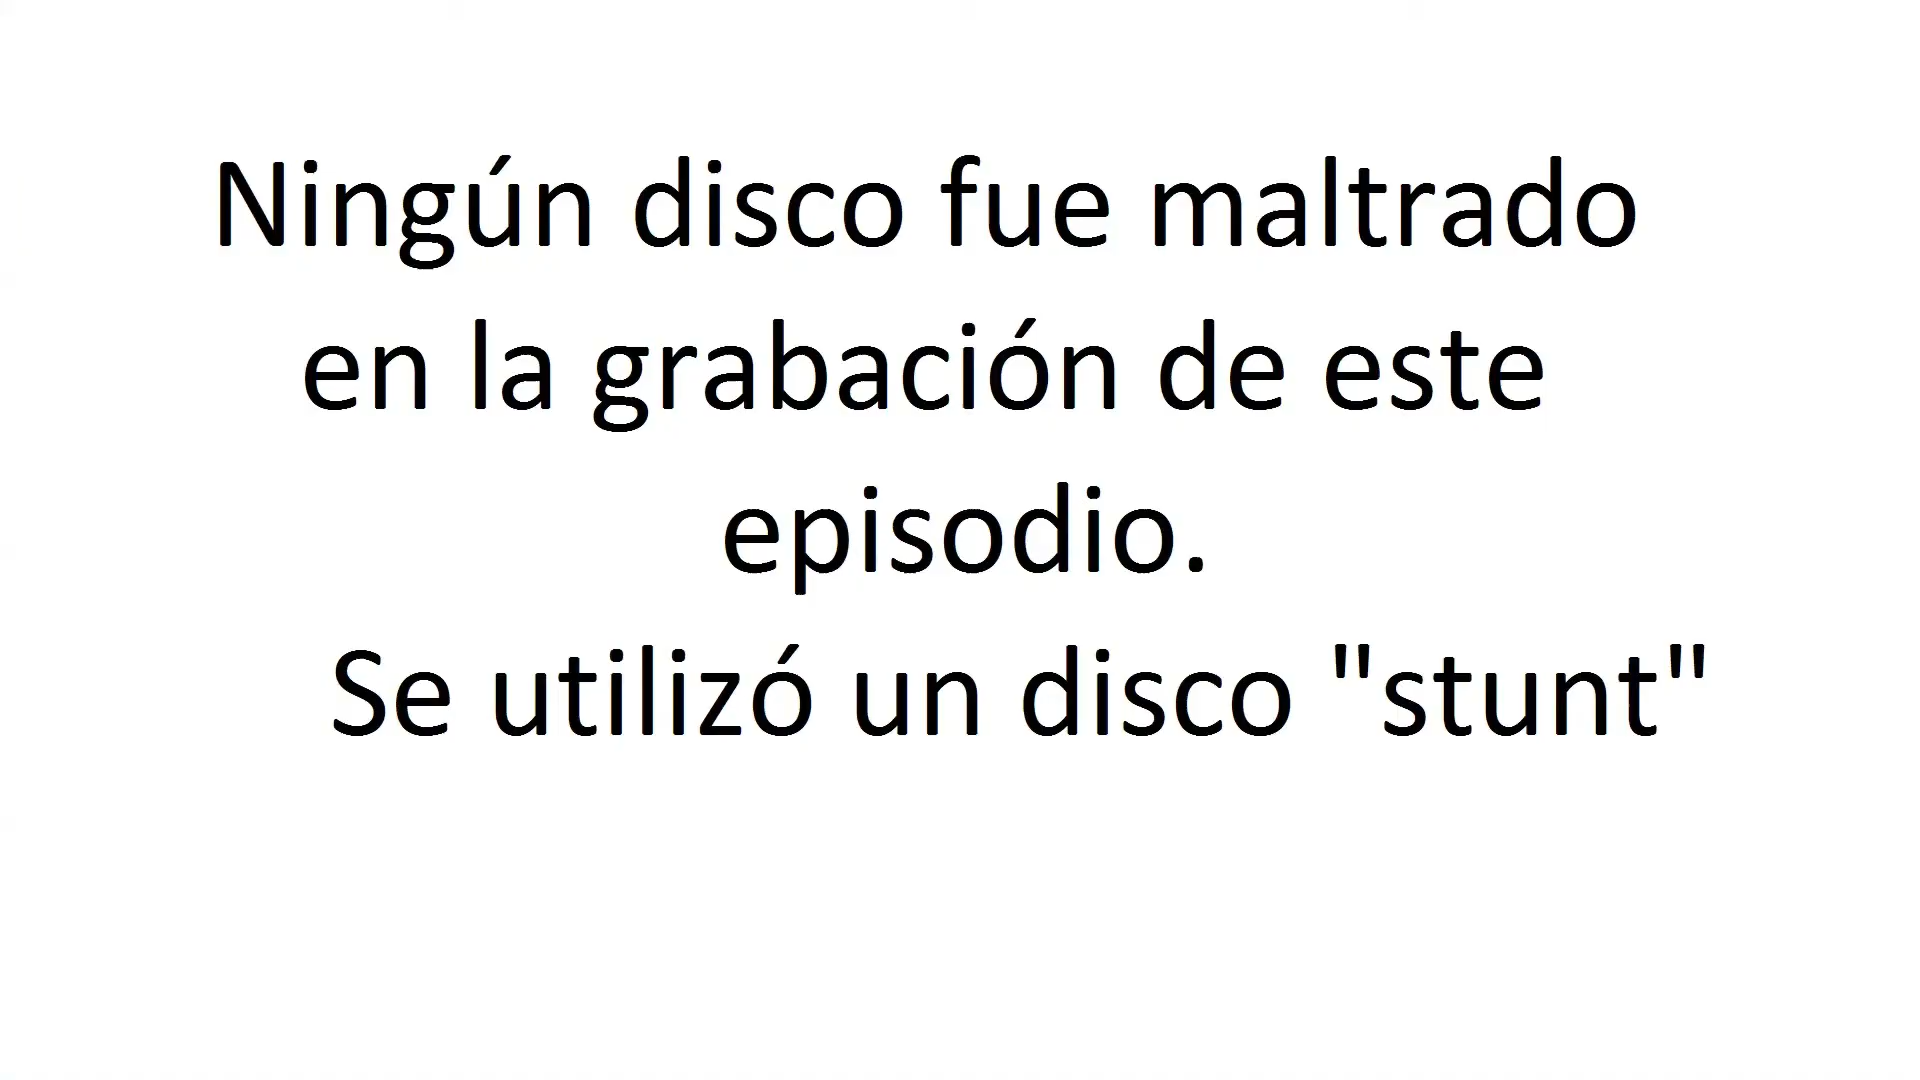 Ningún disco fue maltrado
en la grabación de este
episodio.
Se utilizó un disco "stunt"